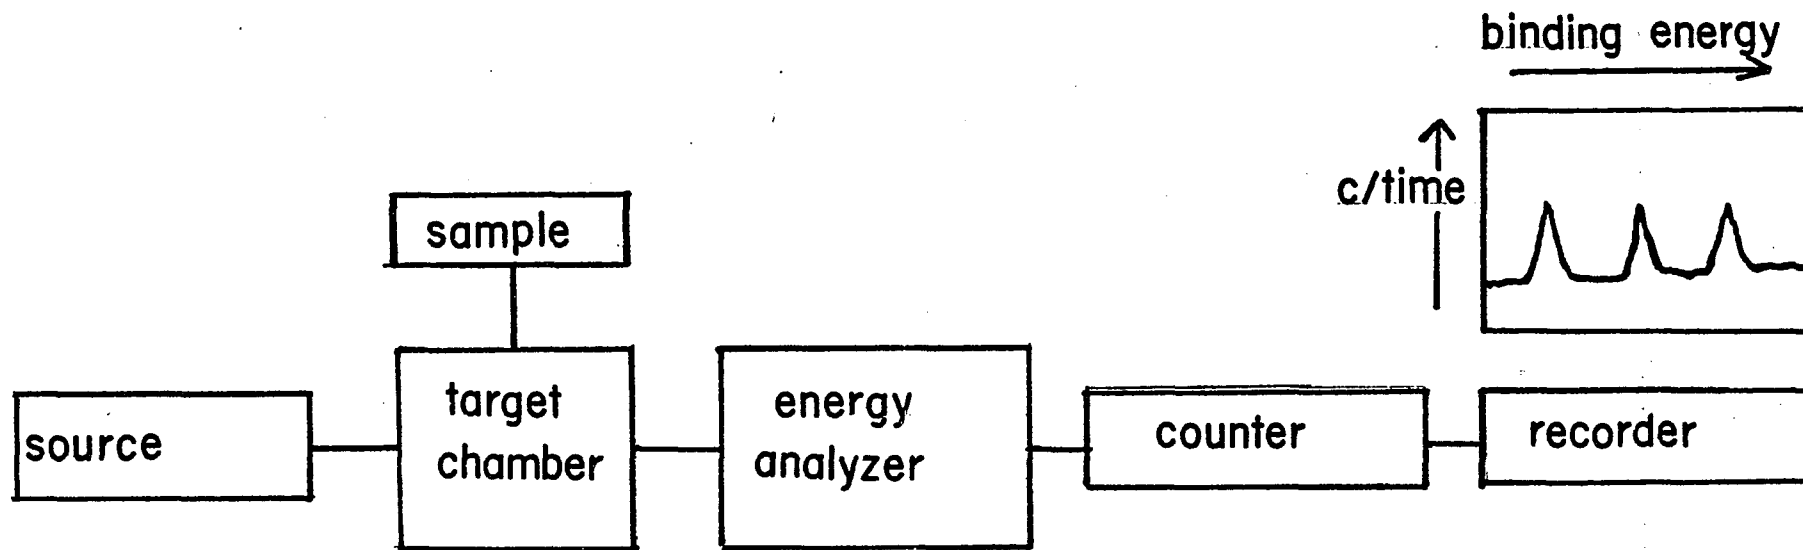 binding energy
c/time
sample
source
target
chamber
energy
analyzer
counter
recorder